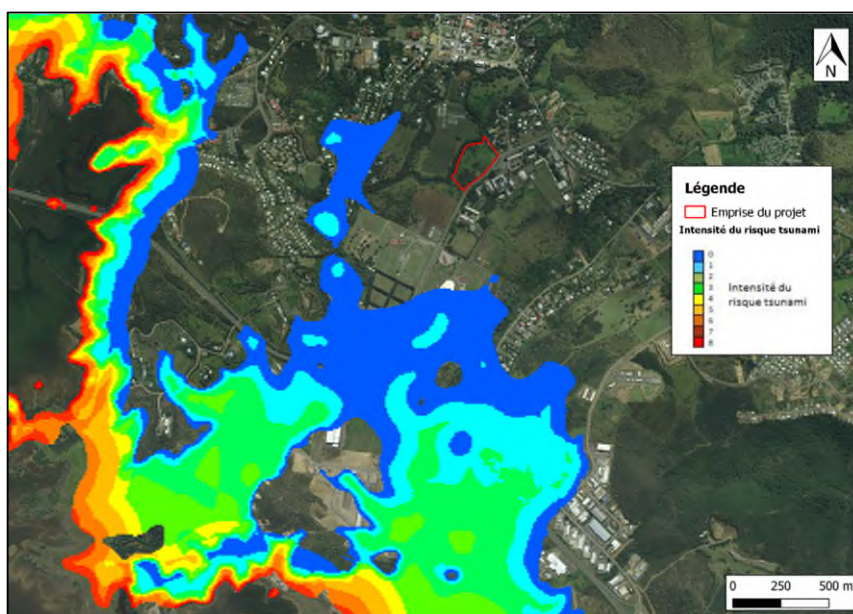 N
Légende
Emprise du projet
Intensité du risque tsunami
0
1
2
3
4
5
6
7
8
Intensité du
risque tsunami
0 250 500 m